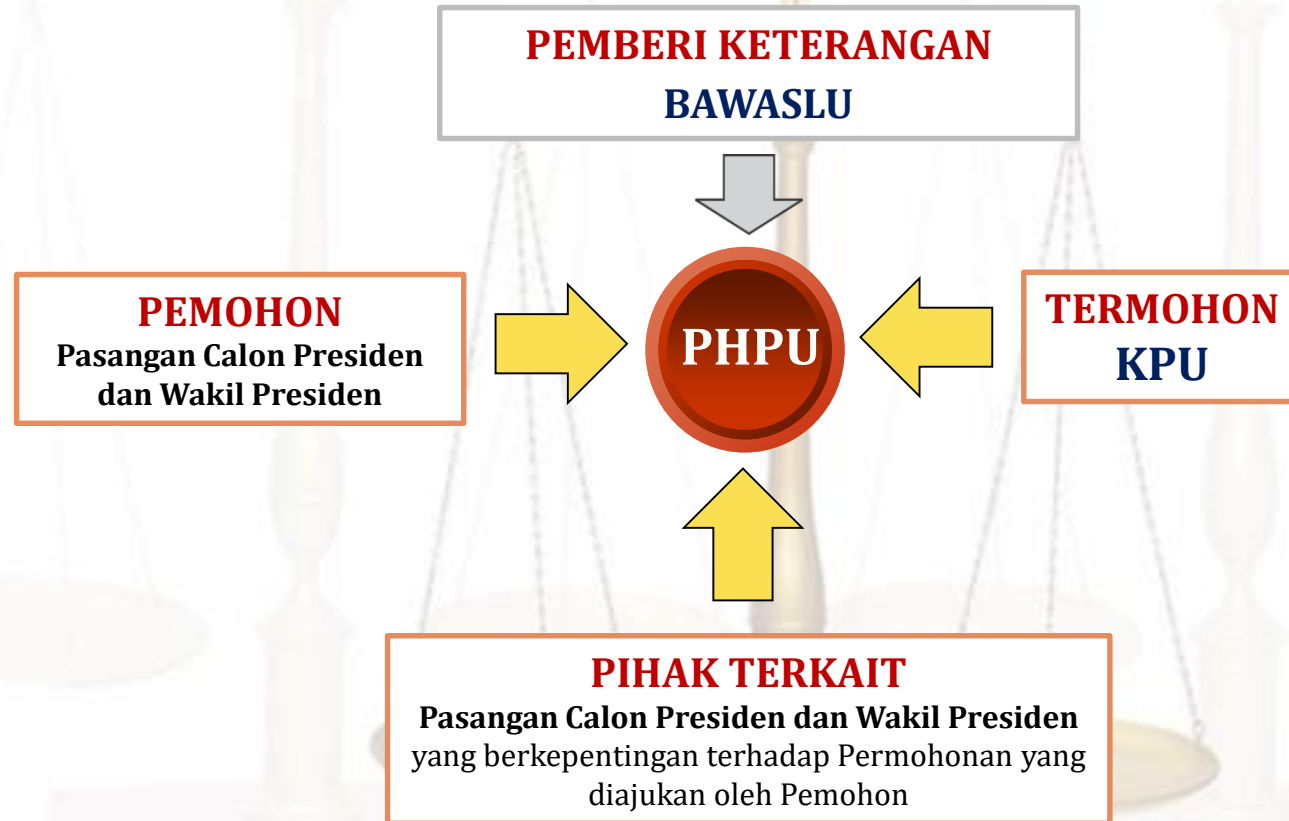 PEMBERI KETERANGAN
BAWASLU
PEMOHON
Pasangan Calon Presiden
dan Wakil Presiden
PHPU
TERMOHON
KPU
PIHAK TERKAIT
Pasangan Calon Presiden dan Wakil Presiden
yang berkepentingan terhadap Permohonan yang
diajukan oleh Pemohon